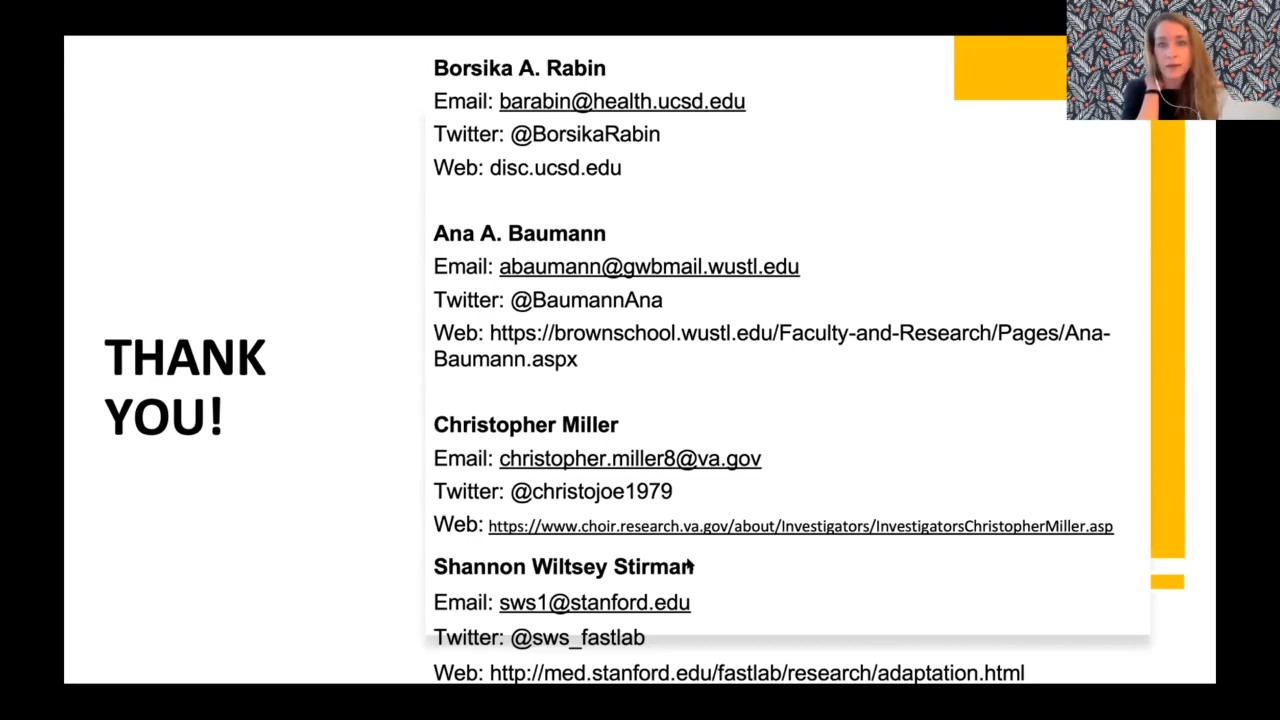 THANK
YOU!
Borsika A. Rabin
Email: barabin@health.ucsd.edu
Twitter: @BorsikaRabin
Web: disc.ucsd.edu
Ana A. Baumann
Email: abaumann@gwbmail.wustl.edu
Twitter: @BaumannAna
Web: https://brownschool.wustl.edu/Faculty-and-Research/Pages/Ana-
Baumann.aspx
Christopher Miller
Email: christopher.miller8@va.gov
Twitter: @christojoe1979
Web: https://www.choir.research.va.gov/about/Investigators/InvestigatorsChristopherMiller.asp
Shannon Wiltsey Stirman
Email: sws1@stanford.edu
Twitter: @sws_fastlab
Web: http://med.stanford.edu/fastlab/research/adaptation.html